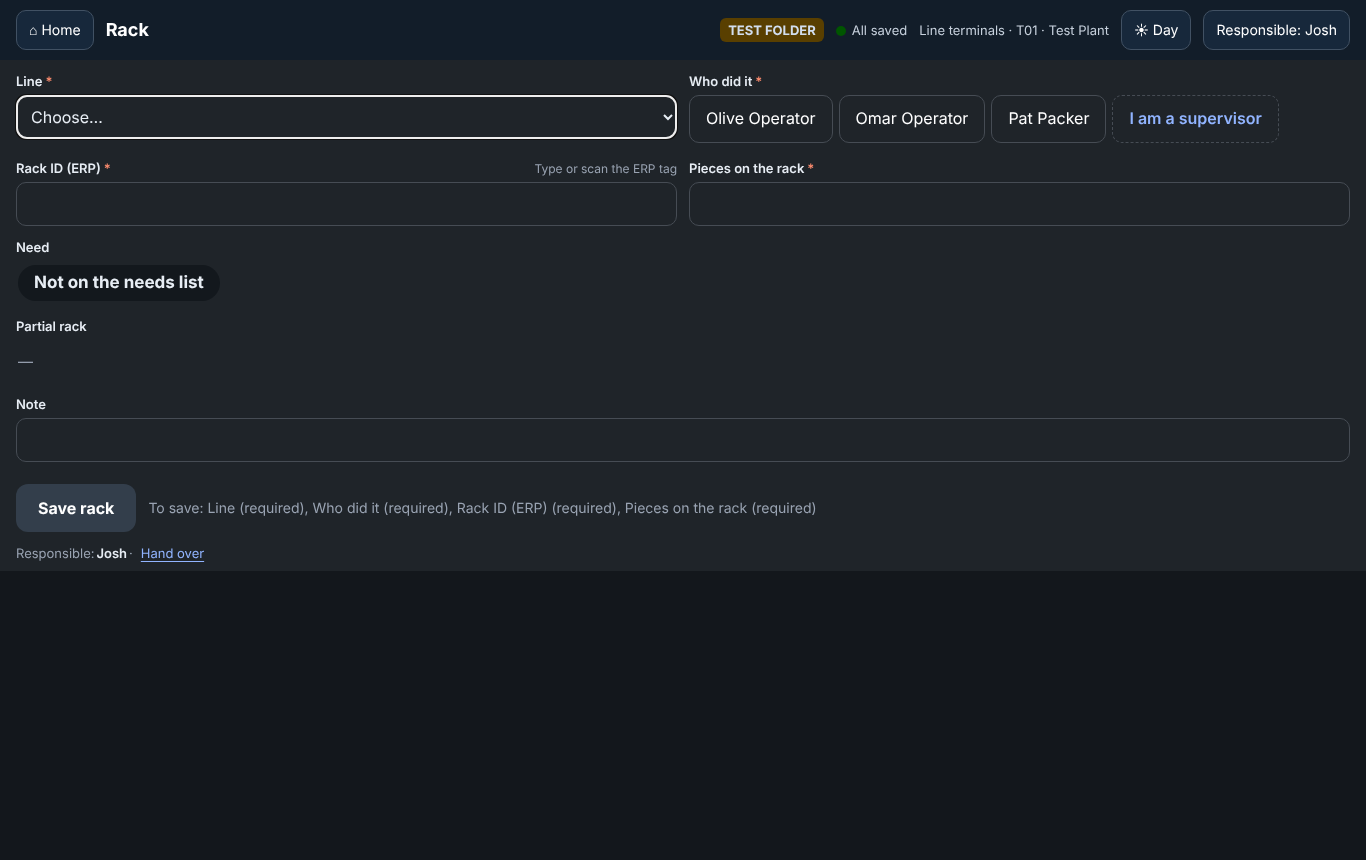 ⌂ Home
Rack
TEST FOLDER
All saved
Line terminals · T01 · Test Plant
☀ Day
Responsible: Josh
Line *
Choose...
Who did it *
Olive Operator
Omar Operator
Pat Packer
I am a supervisor
Rack ID (ERP) *
Type or scan the ERP tag
Pieces on the rack *
Need
Not on the needs list
Partial rack
—
Note
Save rack
To save: Line (required), Who did it (required), Rack ID (ERP) (required), Pieces on the rack (required)
Responsible: Josh · Hand over